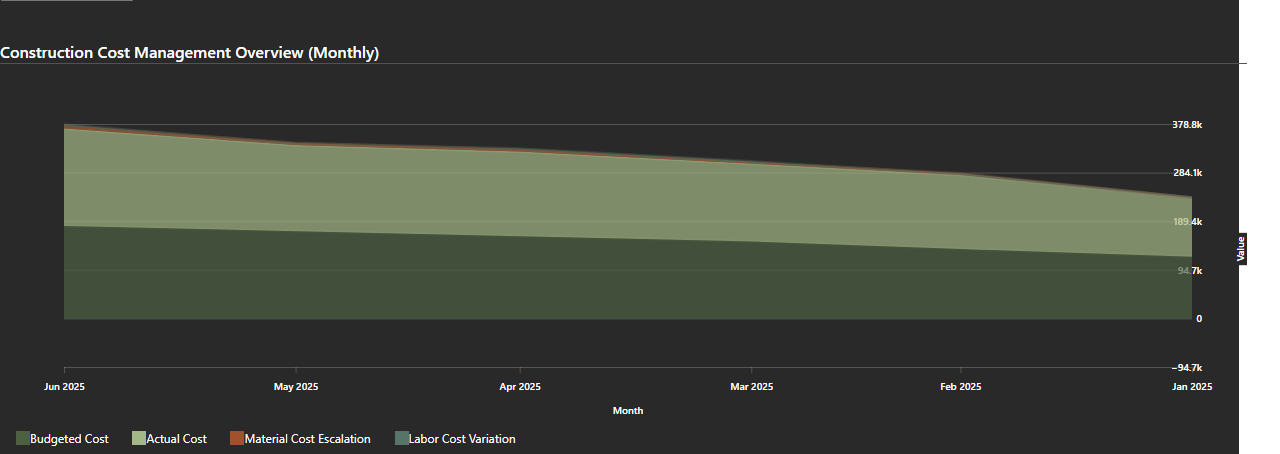 Construction Cost Management Overview (Monthly)
378.8k
284.1k
189.4k
94.7k
0
−94.7k
Value
Jun 2025 May 2025 Apr 2025 Mar 2025 Feb 2025 Jan 2025
Month
Budgeted Cost Actual Cost Material Cost Escalation Labor Cost Variation